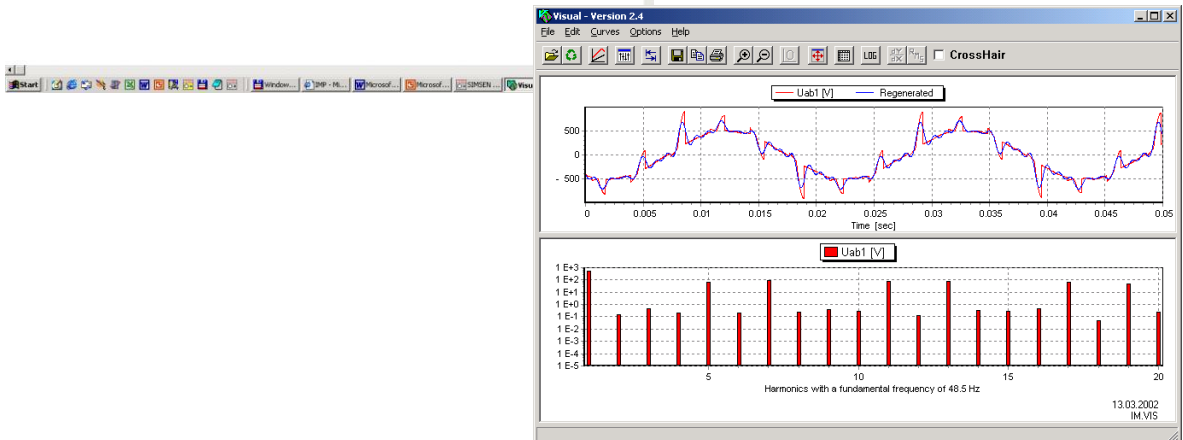 Visual - Version 2.4
File Edit Curves Options Help
LOG
CrossHair
Start
Window...
IMP - Mi...
Microsof...
Microsof...
SIMSEN ...
Visu
Uab1 [V]
Regenerated
500
0
- 500
0 0.005 0.01 0.015 0.02 0.025 0.03 0.035 0.04 0.045 0.05
Time [sec]
Uab1 [V]
1 E+3
1 E+2
1 E+1
1 E+0
1 E-1
1 E-2
1 E-3
1 E-4
1 E-5
5 10 15 20
Harmonics with a fundamental frequency of 48.5 Hz
13.03.2002
IM.VIS